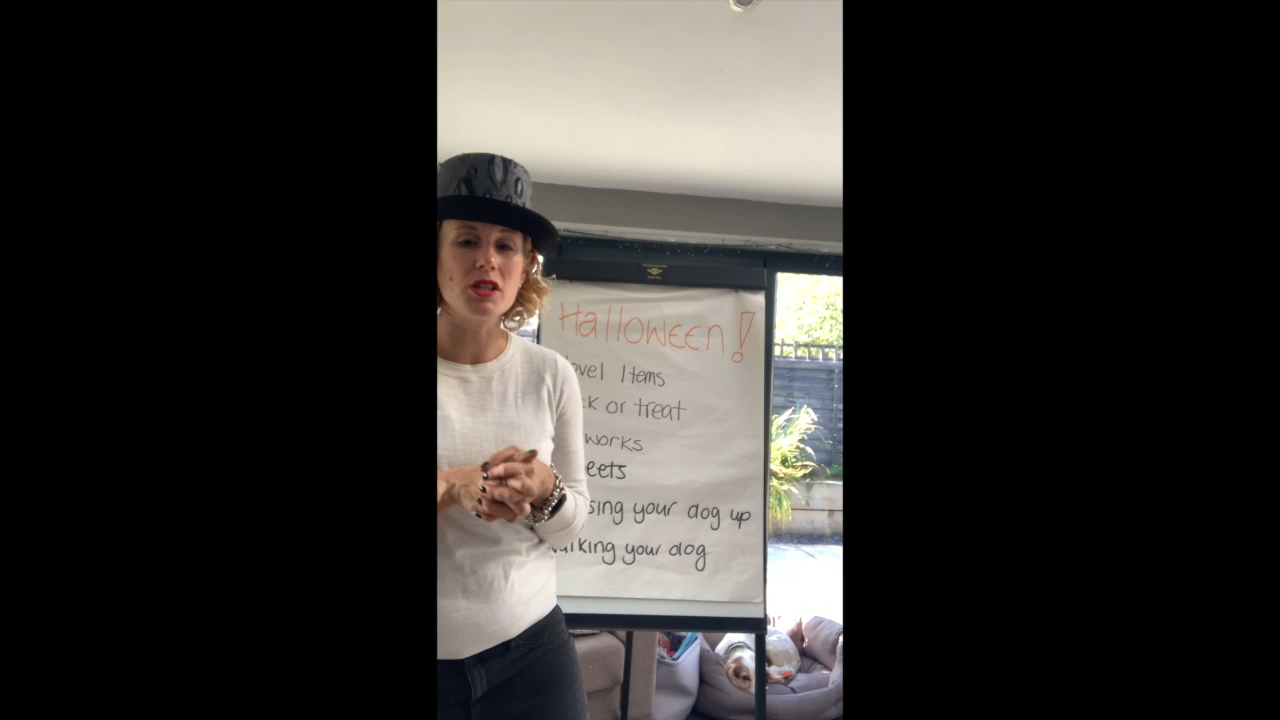 Halloween!
ovel Items
ck or treat
works
eets
sing your dog up
alking your dog